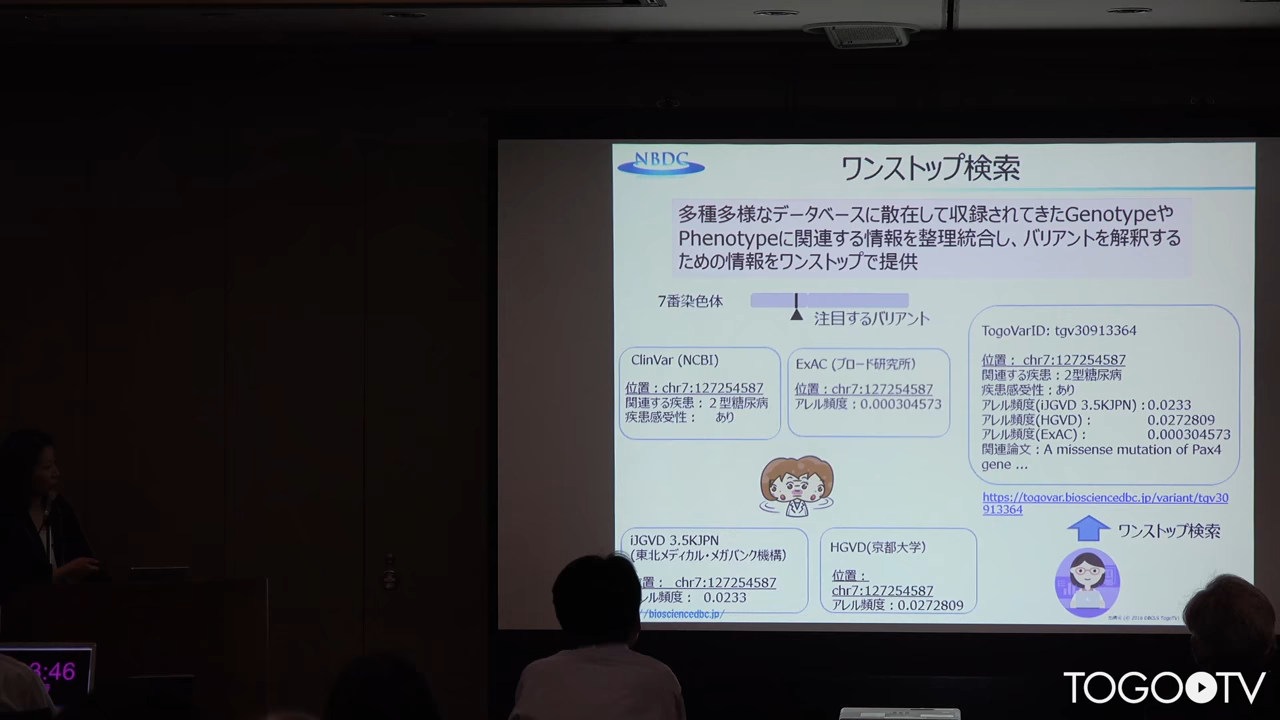 NBDC
ワンストップ検索
多種多様なデータベースに散在して収録されてきたGenotypeや
Phenotypeに関連する情報を整理統合し、バリアントを解釈する
ための情報をワンストップで提供
7番染色体
注目するバリアント
ClinVar (NCBI)
位置：chr7:127254587
関連する疾患：２型糖尿病
疾患感受性： あり
ExAC (ブロード研究所)
位置：chr7:127254587
アレル頻度：0.000304573
TogoVarID: tgv30913364
位置： chr7:127254587
関連する疾患：２型糖尿病
疾患感受性：あり
アレル頻度(iJGVD 3.5KJPN)：0.0233
アレル頻度(HGVD)： 0.0272809
アレル頻度(ExAC)： 0.000304573
関連論文：A missense mutation of Pax4
gene ...
https://togovar.biosciencedbc.jp/variant/tgv30
913364
ワンストップ検索
iJGVD 3.5KJPN
(東北メディカル・メガバンク機構)
置： chr7:127254587
レル頻度： 0.0233
//biosciencedbc.jp/
HGVD(京都大学)
位置：
chr7:127254587
アレル頻度：0.0272809
3:46
TOGOTV